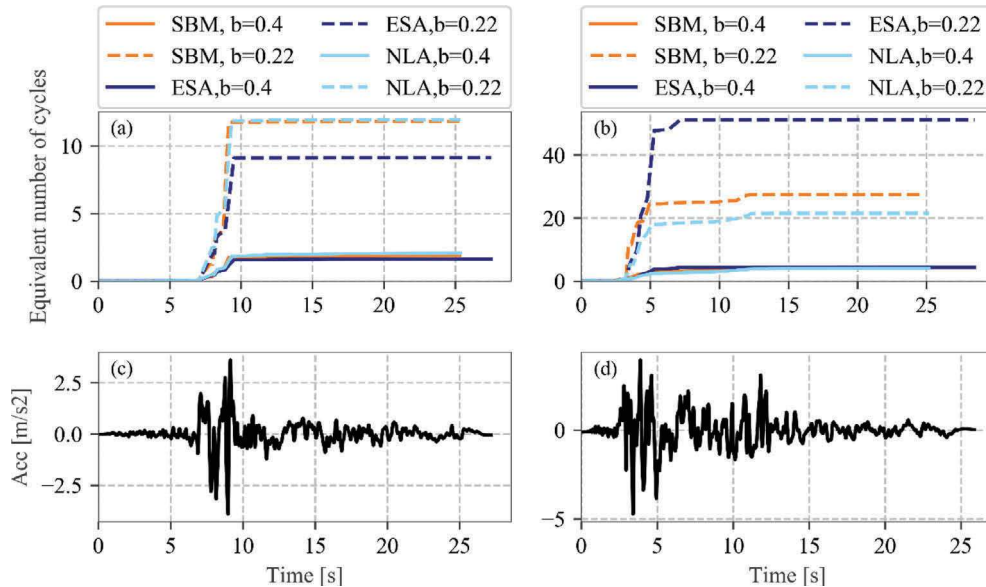 SBM, b=0.4 ESA,b=0.22
SBM, b=0.22 NLA,b=0.4
ESA,b=0.4 NLA,b=0.22
SBM, b=0.4 ESA,b=0.22
SBM, b=0.22 NLA,b=0.4
ESA,b=0.4 NLA,b=0.22
Equivalent number of cycles
(a)
10
5
0
0 5 10 15 20 25
(b)
40
20
0
0 5 10 15 20 25
Acc [m/s2]
(c)
2.5
0.0
−2.5
0 5 10 15 20 25
Time [s]
(d)
0
−5
0 5 10 15 20 25
Time [s]